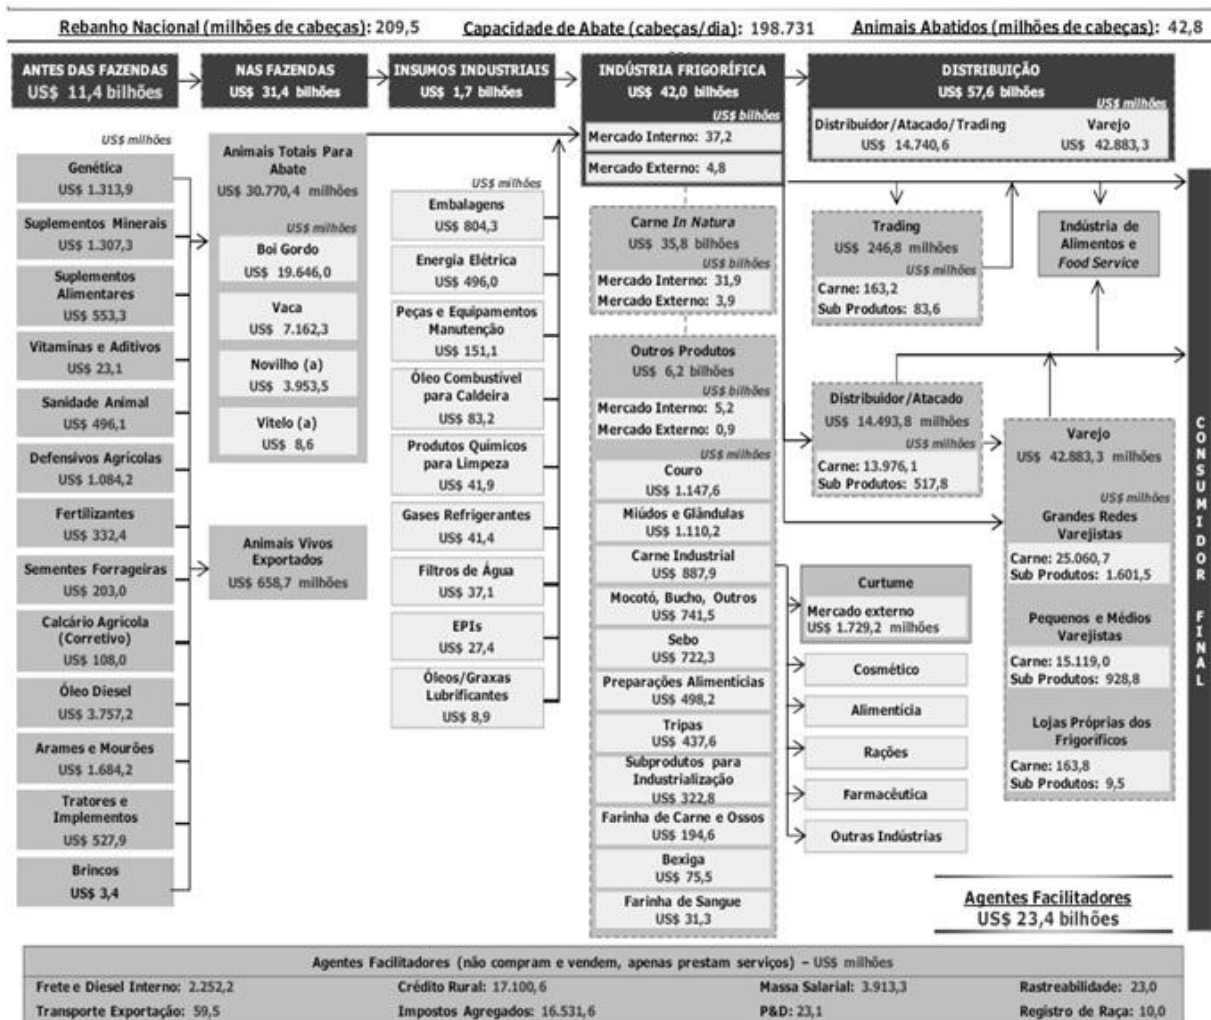 Rebanho Nacional (milhões de cabeças): 209,5
Capacidade de Abate (cabeças/dia): 198.731
Animais Abatidos (milhões de cabeças): 42,8
ANTES DAS FAZENDAS
US$ 11,4 bilhões
NAS FAZENDAS
US$ 31,4 bilhões
INSUMOS INDUSTRIAIS
US$ 1,7 bilhões
INDÚSTRIA FRIGORÍFICA
US$ 42,0 bilhões
US$ bilhões
Mercado Interno: 37,2
Mercado Externo: 4,8
DISTRIBUIÇÃO
US$ 57,6 bilhões
US$ milhões
Distribuidor/Atacado/Trading
US$ 14.740,6
Varejo
US$ 42.883,3
US$ milhões
Genética
US$ 1.313,9
Suplementos Minerais
US$ 1.307,3
Suplementos
Alimentares
US$ 553,3
Vitaminas e Aditivos
US$ 23,1
Sanidade Animal
US$ 496,1
Defensivos Agrícolas
US$ 1.084,2
Fertilizantes
US$ 332,4
Sementes Forrageiras
US$ 203,0
Calcário Agrícola
(Corretivo)
US$ 108,0
Óleo Diesel
US$ 3.757,2
Arames e Mourões
US$ 1.684,2
Tratores e
Implementos
US$ 527,9
Brincos
US$ 3,4
Animais Totais Para
Abate
US$ 30.770,4 milhões
US$ milhões
Boi Gordo
US$ 19.646,0
Vaca
US$ 7.162,3
Novilho (a)
US$ 3.953,5
Vitelo (a)
US$ 8,6
Animais Vivos
Exportados
US$ 658,7 milhões
US$ milhões
Embalagens
US$ 804,3
Energia Elétrica
US$ 496,0
Peças e Equipamentos
Manutenção
US$ 151,1
Óleo Combustível
para Caldeira
US$ 83,2
Produtos Químicos
para Limpeza
US$ 41,9
Gases Refrigerantes
US$ 41,4
Filtros de Água
US$ 37,1
EPIs
US$ 27,4
Óleos/Graxas
Lubrificantes
US$ 8,9
Carne In Natura
US$ 35,8 bilhões
US$ bilhões
Mercado Interno: 31,9
Mercado Externo: 3,9
Outros Produtos
US$ 6,2 bilhões
US$ bilhões
Mercado Interno: 5,2
Mercado Externo: 0,9
US$ milhões
Couro
US$ 1.147,6
Miúdos e Glândulas
US$ 1.110,2
Carne Industrial
US$ 887,9
Mocotó, Bucho, Outros
US$ 741,5
Sebo
US$ 722,3
Preparações Alimentícias
US$ 498,2
Tripas
US$ 437,6
Subprodutos para
Industrialização
US$ 322,8
Farinha de Carne e Ossos
US$ 194,6
Bexiga
US$ 75,5
Farinha de Sangue
US$ 31,3
Trading
US$ 246,8 milhões
US$ milhões
Carne: 163,2
Sub Produtos: 83,6
Indústria de
Alimentos e
Food Service
Distribuidor/Atacado
US$ 14.493,8 milhões
US$ milhões
Carne: 13.976,1
Sub Produtos: 517,8
Varejo
US$ 42.883,3 milhões
US$ milhões
Grandes Redes
Varejistas
Carne: 25.060,7
Sub Produtos: 1.601,5
Pequenos e Médios
Varejistas
Carne: 15.119,0
Sub Produtos: 928,8
Lojas Próprias dos
Frigoríficos
Carne: 163,8
Sub Produtos: 9,5
Curtume
Mercado externo
US$ 1.729,2 milhões
Cosmético
Alimentícia
Rações
Farmacêutica
Outras Indústrias
CONSUMIDOR FINAL
Agentes Facilitadores
US$ 23,4 bilhões
Agentes Facilitadores (não compram e vendem, apenas prestam serviços) – US$ milhões
Frete e Diesel Interno: 2.252,2
Crédito Rural: 17.100,6
Massa Salarial: 3.913,3
Rastreabilidade: 23,0
Transporte Exportação: 59,5
Impostos Agregados: 16.531,6
P&D: 23,1
Registro de Raça: 10,0